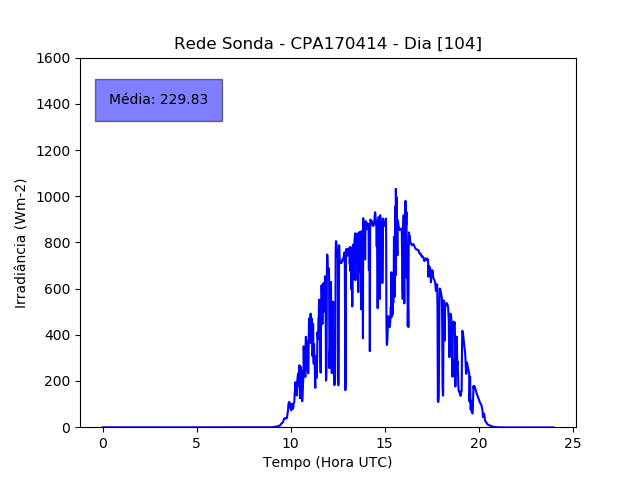 Rede Sonda - CPA170414 - Dia [104]
Média: 229.83
Irradiância (Wm-2)
1600
1400
1200
1000
800
600
400
200
0
0 5 10 15 20 25
Tempo (Hora UTC)